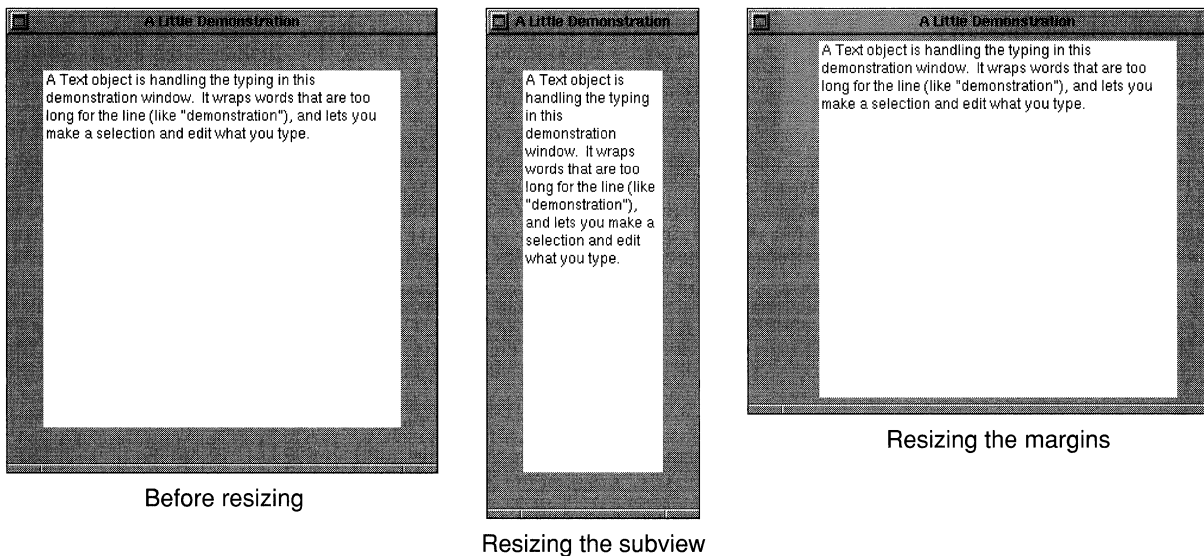 A Little Demonstration
A Text object is handling the typing in this
demonstration window.  It wraps words that are too
long for the line (like "demonstration"), and lets you
make a selection and edit what you type.
Before resizing
A Little Demonstration
A Text object is
handling the typing
in this
demonstration
window.  It wraps
words that are too
long for the line (like
"demonstration"),
and lets you make a
selection and edit
what you type.
Resizing the subview
A Little Demonstration
A Text object is handling the typing in this
demonstration window.  It wraps words that are too
long for the line (like "demonstration"), and lets you
make a selection and edit what you type.
Resizing the margins